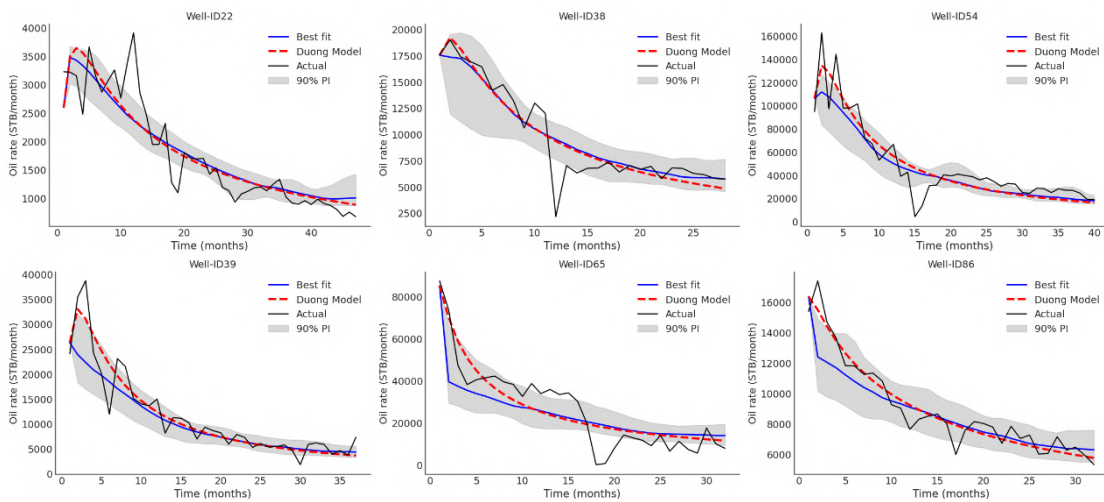 Well-ID22
Oil rate (STB/month)
4000
3500
3000
2500
2000
1500
1000
0
10
20
30
40
Time (months)
Best fit
Duong Model
Actual
90% PI
Well-ID38
Oil rate (STB/month)
20000
17500
15000
12500
10000
7500
5000
2500
0
5
10
15
20
25
Time (months)
Best fit
Duong Model
Actual
90% PI
Well-ID54
Oil rate (STB/month)
160000
140000
120000
100000
80000
60000
40000
20000
0
0
5
10
15
20
25
30
35
40
Time (months)
Best fit
Duong Model
Actual
90% PI
Well-ID39
Oil rate (STB/month)
40000
35000
30000
25000
20000
15000
10000
5000
0
0
5
10
15
20
25
30
35
Time (months)
Best fit
Duong Model
Actual
90% PI
Well-ID65
Oil rate (STB/month)
80000
60000
40000
20000
0
0
5
10
15
20
25
30
Time (months)
Best fit
Duong Model
Actual
90% PI
Well-ID86
Oil rate (STB/month)
16000
14000
12000
10000
8000
6000
0
5
10
15
20
25
30
Time (months)
Best fit
Duong Model
Actual
90% PI